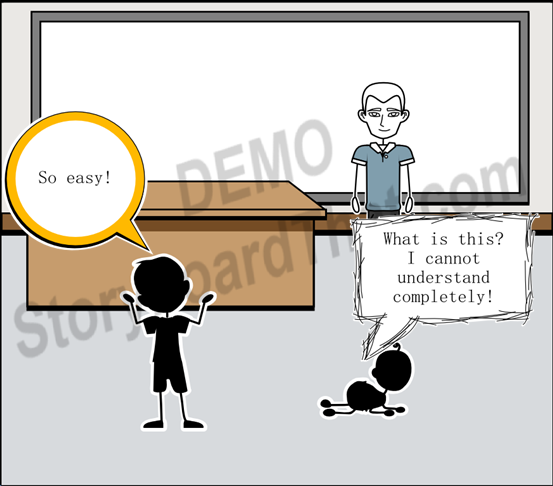 So easy!
What is this?
I cannot
understand
completely!
DEMO
StoryboardThat.com